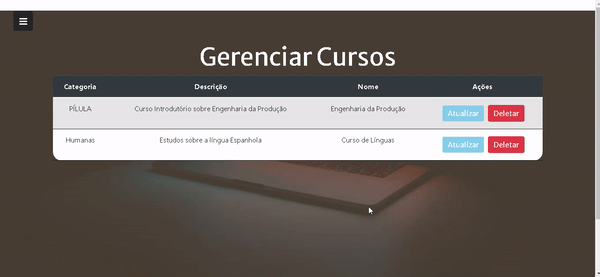 Gerenciar Cursos
Categoria Descrição Nome Ações
PÍLULA Curso Introdutório sobre Engenharia da Produção Engenharia da Produção Atualizar Deletar
Humanas Estudos sobre a língua Espanhola Curso de Línguas Atualizar Deletar